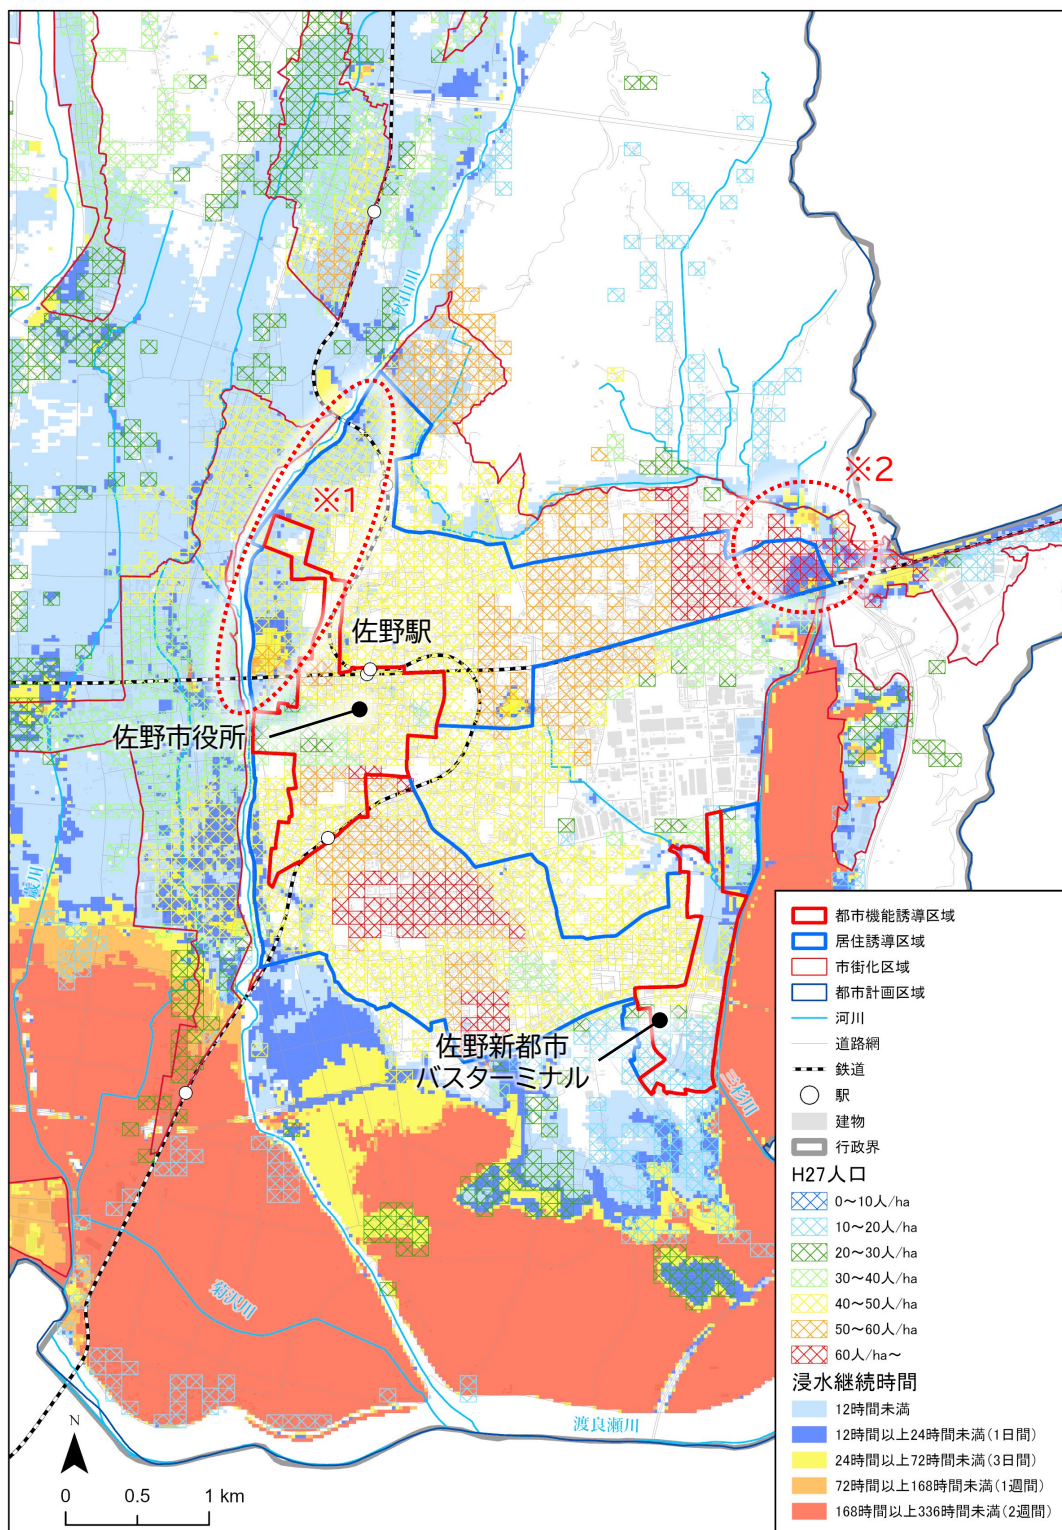 秋山川
※1
※2
佐野駅
佐野市役所
旗川
佐野新都市
バスターミナル
三杉川
菊沢川
渡良瀬川
N
0 0.5 1 km
都市機能誘導区域
居住誘導区域
市街化区域
都市計画区域
河川
道路網
鉄道
駅
建物
行政界
H27人口
0～10人/ha
10～20人/ha
20～30人/ha
30～40人/ha
40～50人/ha
50～60人/ha
60人/ha～
浸水継続時間
12時間未満
12時間以上24時間未満(1日間)
24時間以上72時間未満(3日間)
72時間以上168時間未満(1週間)
168時間以上336時間未満(2週間)